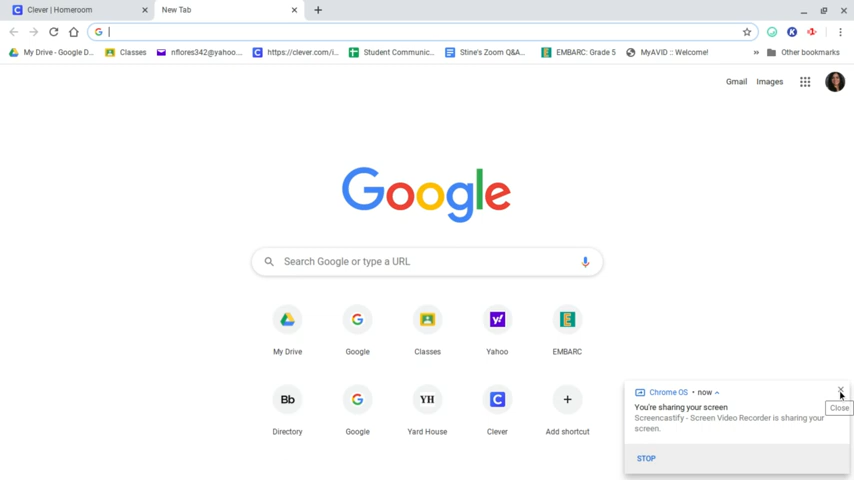 Clever | Homeroom
New Tab
My Drive - Google D...
Classes
nflores342@yahoo....
https://clever.com/i...
Student Communic...
Stine's Zoom Q&A...
EMBARC: Grade 5
MyAVID :: Welcome!
»
Other bookmarks
Gmail
Images
Google
Search Google or type a URL
My Drive
Google
Classes
Yahoo
EMBARC
Bb
YH
Directory
Google
Yard House
Clever
Add shortcut
Chrome OS • now
You're sharing your screen
Screencastify - Screen Video Recorder is sharing your
screen.
Close
STOP